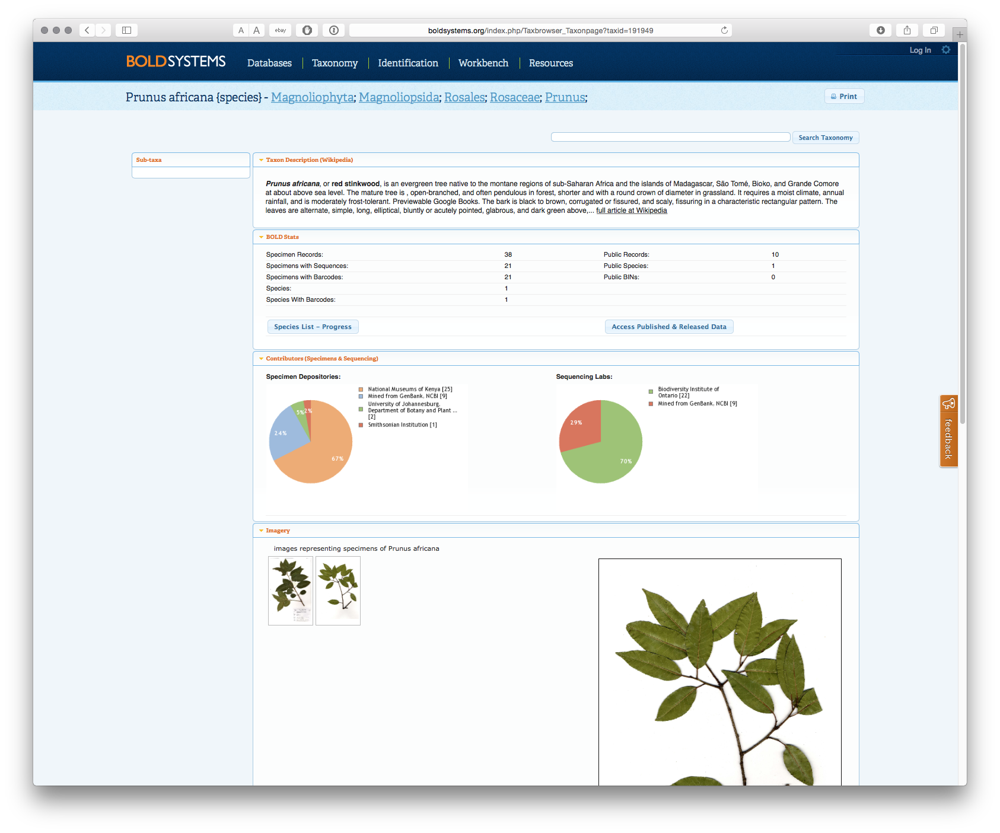 A A ebay boldsystems.org/index.php/Taxbrowser_Taxonpage?taxid=191949
Log In
BOLDSYSTEMS Databases Taxonomy Identification Workbench Resources
Prunus africana {species} - Magnoliophyta; Magnoliopsida; Rosales; Rosaceae; Prunus;
Print
Search Taxonomy
Sub-taxa
Taxon Description (Wikipedia)
Prunus africana, or red stinkwood, is an evergreen tree native to the montane regions of sub-Saharan Africa and the islands of Madagascar, São Tomé, Bioko, and Grande Comore
at about above sea level. The mature tree is , open-branched, and often pendulous in forest, shorter and with a round crown of diameter in grassland. It requires a moist climate, annual
rainfall, and is moderately frost-tolerant. Previewable Google Books. The bark is black to brown, corrugated or fissured, and scaly, fissuring in a characteristic rectangular pattern. The
leaves are alternate, simple, long, elliptical, bluntly or acutely pointed, glabrous, and dark green above,... full article at Wikipedia
BOLD Stats
Specimen Records: 38 Public Records: 10
Specimens with Sequences: 21 Public Species: 1
Specimens with Barcodes: 21 Public BINs: 0
Species: 1
Species With Barcodes: 1
Species List - Progress Access Published & Released Data
Contributors (Specimens & Sequencing)
Specimen Depositories:
National Museums of Kenya [25]
Mined from GenBank, NCBI [9]
University of Johannesburg,
Department of Botany and Plant ...
[2]
Smithsonian Institution [1]
5% 2%
24%
67%
Sequencing Labs:
Biodiversity Institute of
Ontario [22]
Mined from GenBank, NCBI [9]
29%
70%
feedback
Imagery
images representing specimens of Prunus africana